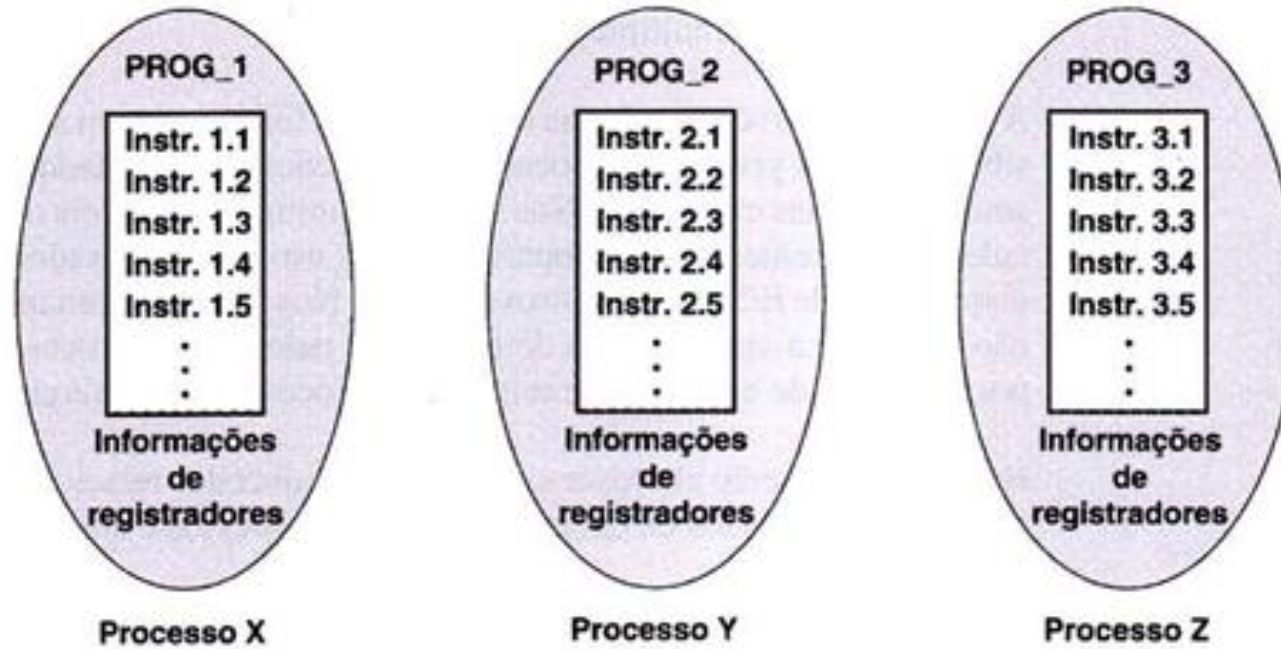 PROG_1
Instr. 1.1
Instr. 1.2
Instr. 1.3
Instr. 1.4
Instr. 1.5
Informações
de
registradores
Processo X
PROG_2
Instr. 2.1
Instr. 2.2
Instr. 2.3
Instr. 2.4
Instr. 2.5
Informações
de
registradores
Processo Y
PROG_3
Instr. 3.1
Instr. 3.2
Instr. 3.3
Instr. 3.4
Instr. 3.5
Informações
de
registradores
Processo Z